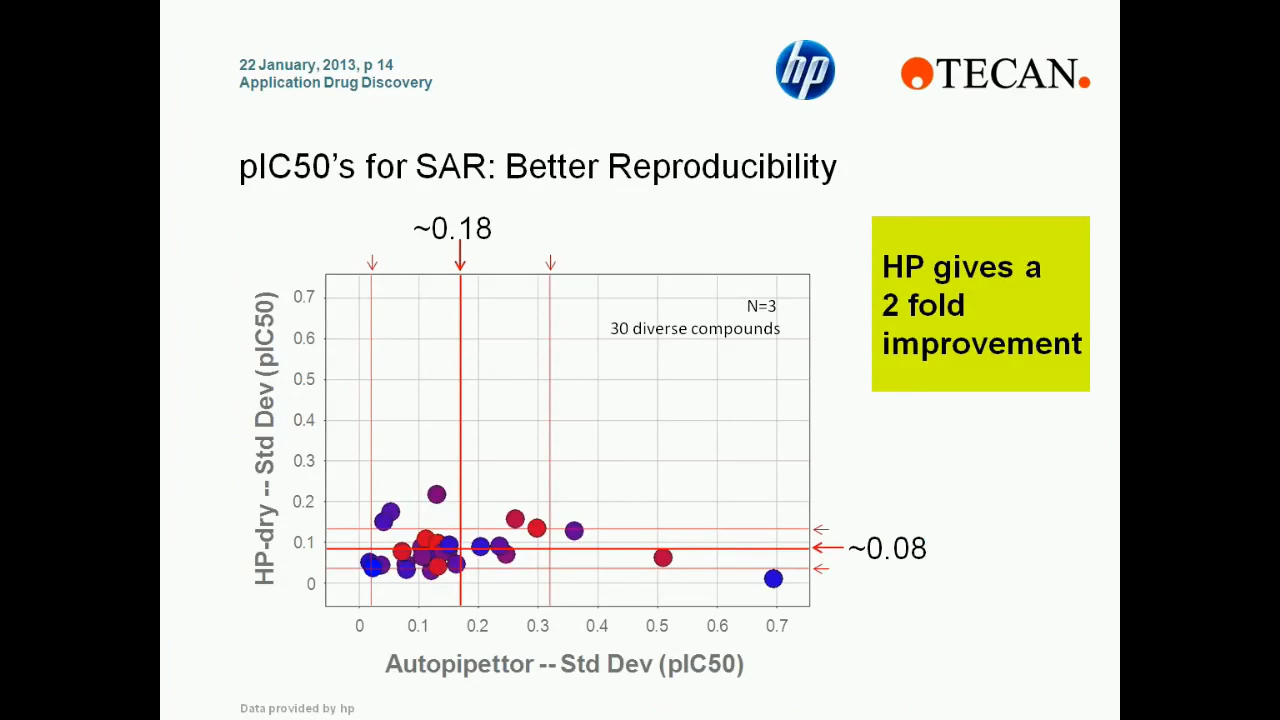 22 January, 2013, p 14
Application Drug Discovery
hp
TECAN.
pIC50’s for SAR: Better Reproducibility
~0.18
HP gives a
2 fold
improvement
N=3
30 diverse compounds
HP-dry -- Std Dev (pIC50)
0.7
0.6
0.5
0.4
0.3
0.2
0.1
0
~0.08
0 0.1 0.2 0.3 0.4 0.5 0.6 0.7
Autopipettor -- Std Dev (pIC50)
Data provided by hp